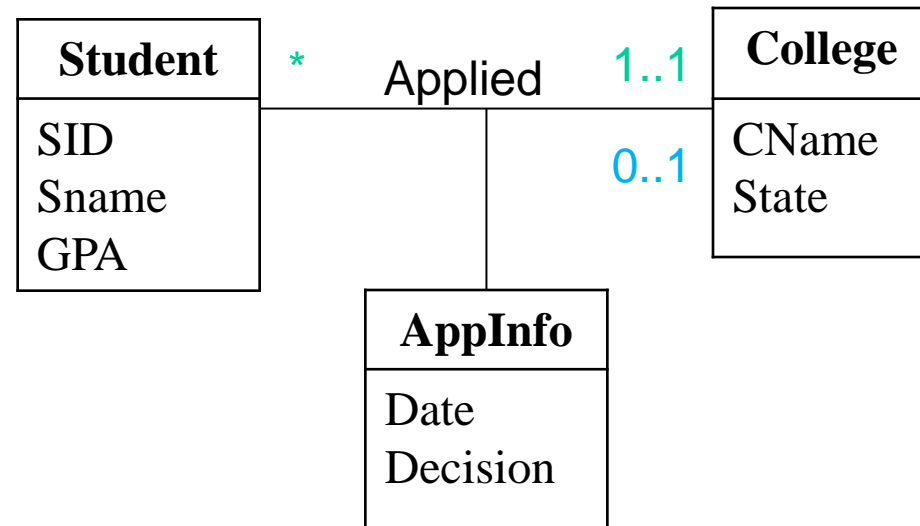 Student
SID
Sname
GPA
*
Applied
1..1
0..1
College
CName
State
AppInfo
Date
Decision